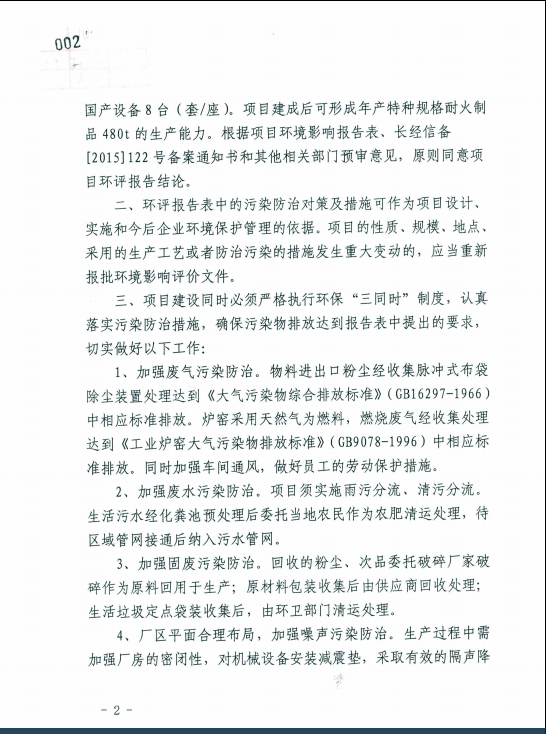 002
国产设备8台（套/座）。项目建成后可形成年产特种规格耐火制
品480t的生产能力。根据项目环境影响报告表、长经信备
[2015]122号备案通知书和其他相关部门预审意见，原则同意项
目环评报告结论。
二、环评报告表中的污染防治对策及措施可作为项目设计、
实施和今后企业环境保护管理的依据。项目的性质、规模、地点、
采用的生产工艺或者防治污染的措施发生重大变动的，应当重新
报批环境影响评价文件。
三、项目建设同时必须严格执行环保“三同时”制度，认真
落实污染防治措施，确保污染物排放达到报告表中提出的要求，
切实做好以下工作：
1、加强废气污染防治。物料进出口粉尘经收集脉冲式布袋
除尘装置处理达到《大气污染物综合排放标准》（GB16297-1966）
中相应标准排放。炉窑采用天然气为燃料，燃烧废气经收集处理
达到《工业炉窑大气污染物排放标准》（GB9078-1996）中相应标
准排放。同时加强车间通风，做好员工的劳动保护措施。
2、加强废水污染防治。项目须实施雨污分流、清污分流。
生活污水经化粪池预处理后委托当地农民作为农肥清运处理，待
区域管网接通后纳入污水管网。
3、加强固废污染防治。回收的粉尘、次品委托破碎厂家破
碎作为原料回用于生产；原材料包装收集后由供应商回收处理；
生活垃圾定点袋装收集后，由环卫部门清运处理。
4、厂区平面合理布局，加强噪声污染防治。生产过程中需
加强厂房的密闭性，对机械设备安装减震垫，采取有效的隔声降
- 2 -